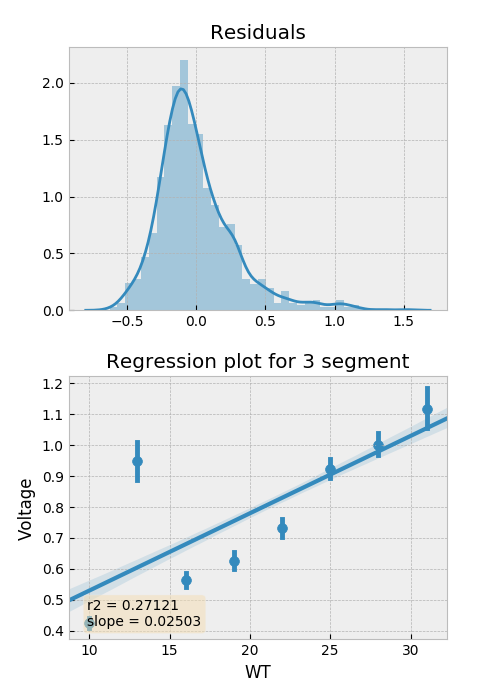 Residuals
2.0
1.5
1.0
0.5
0.0
−0.5 0.0 0.5 1.0 1.5
Regression plot for 3 segment
1.2
1.1
1.0
0.9
0.8
0.7
0.6
0.5
0.4
Voltage
r2 = 0.27121
slope = 0.02503
10 15 20 25 30
WT